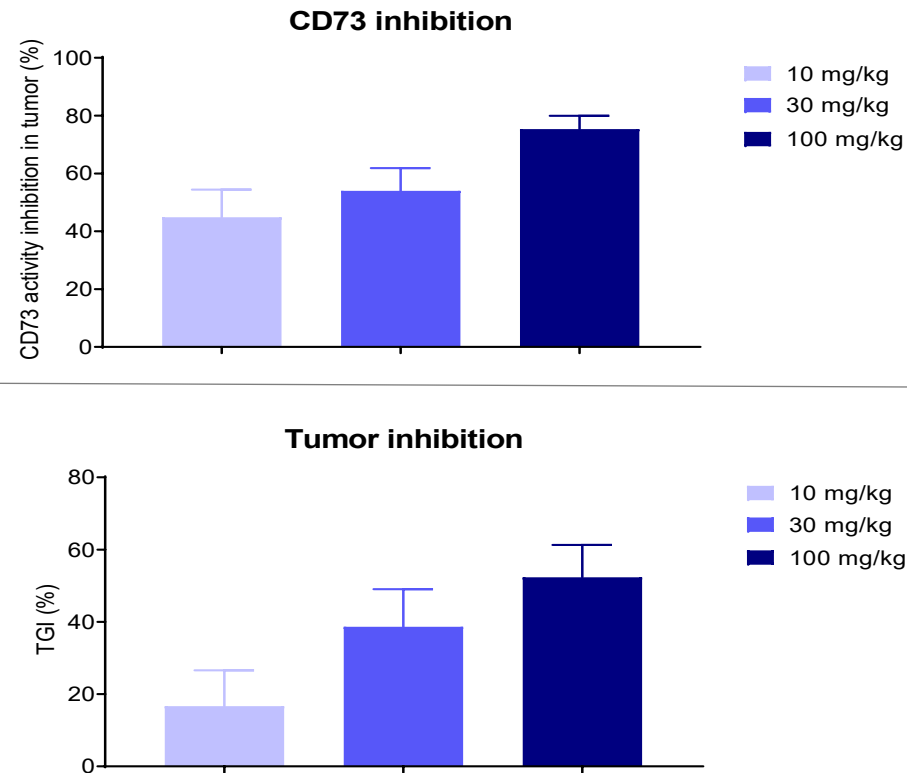 CD73 inhibition
CD73 activity inhibition in tumor (%)
100
80
60
40
20
0
10 mg/kg
30 mg/kg
100 mg/kg
Tumor inhibition
TGI (%)
80
60
40
20
0
10 mg/kg
30 mg/kg
100 mg/kg